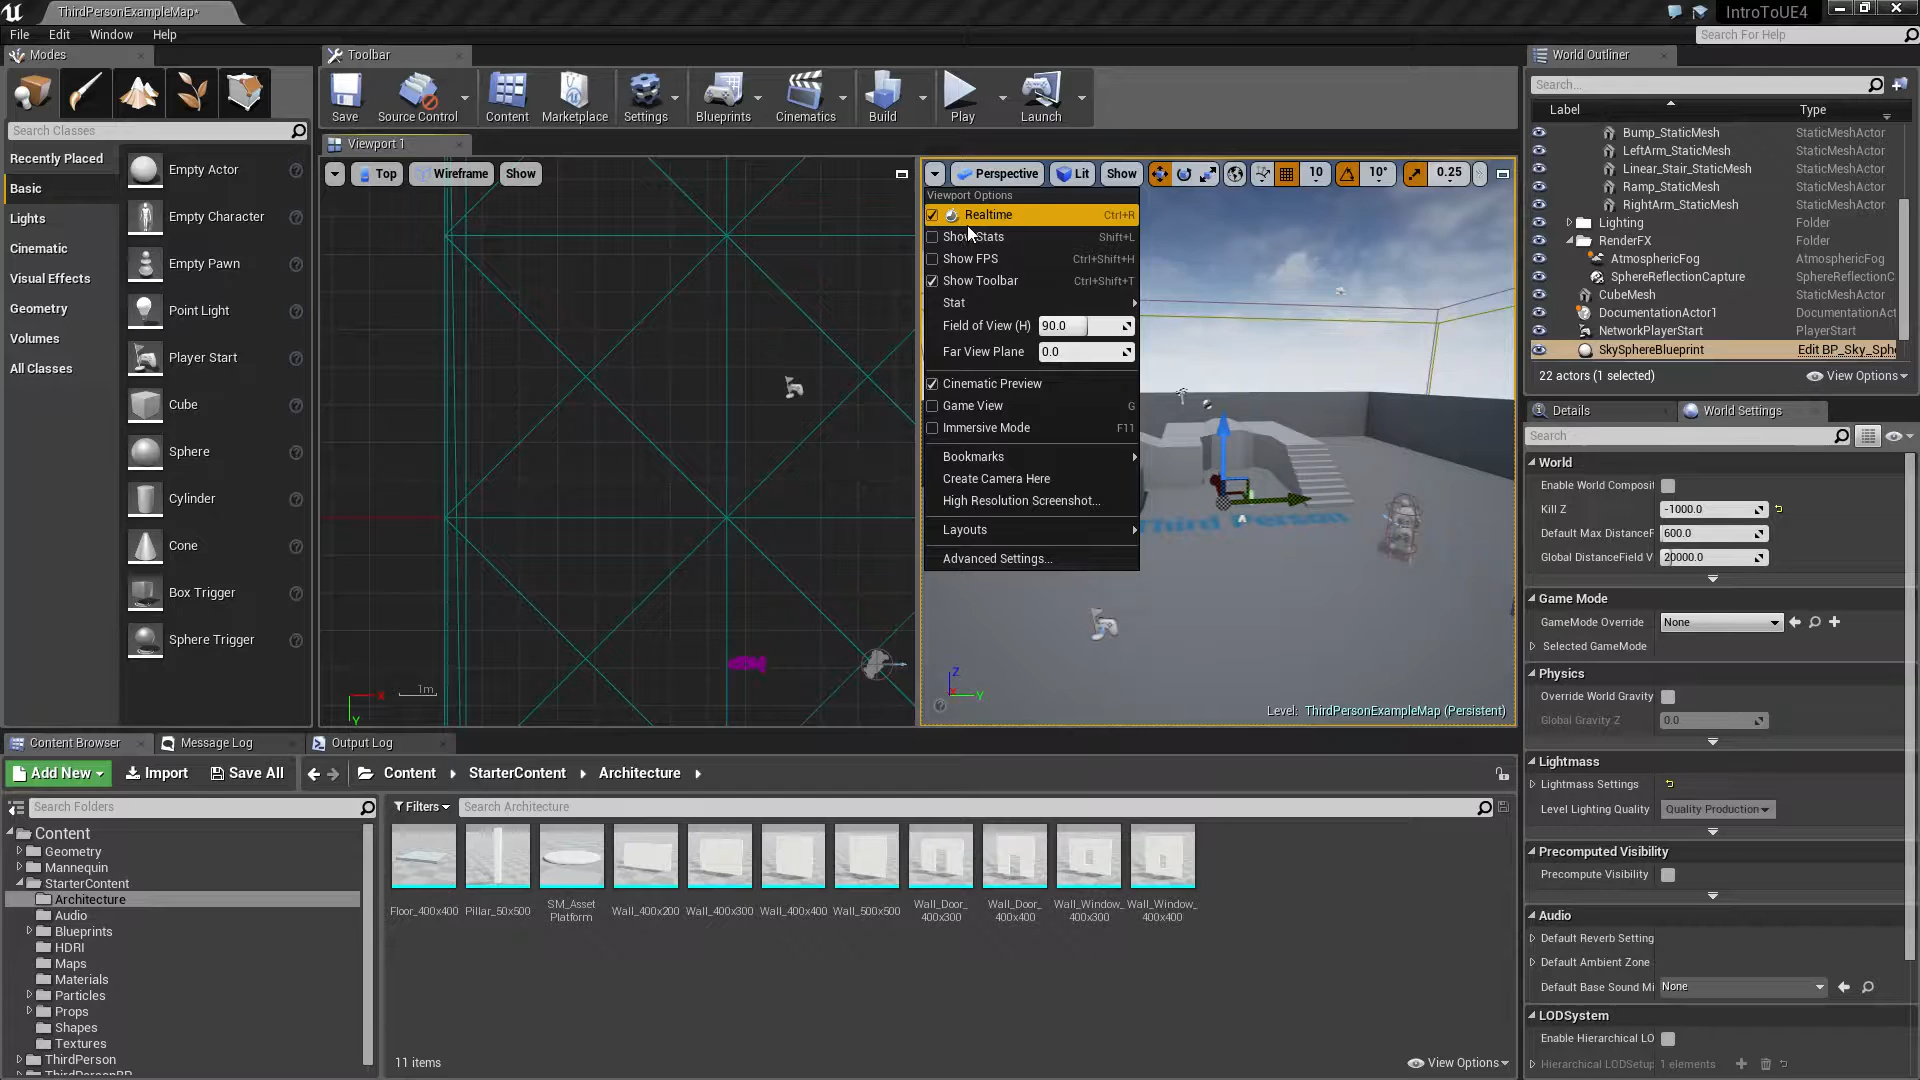 ThirdPersonExampleMap*
IntroToUE4
File Edit Window Help
Search For Help
Modes
Toolbar
World Outliner
Search Classes
Save Source Control Content Marketplace Settings Blueprints Cinematics Build Play Launch
Search...
Label Type
Recently Placed
Basic
Lights
Cinematic
Visual Effects
Geometry
Volumes
All Classes
Empty Actor
Empty Character
Empty Pawn
Point Light
Player Start
Cube
Sphere
Cylinder
Cone
Box Trigger
Sphere Trigger
Viewport 1
Top Wireframe Show
1m
X
Y
Perspective Lit Show 10 10° 0.25
Viewport Options
Realtime Ctrl+R
Show Stats Shift+L
Show FPS Ctrl+Shift+H
Show Toolbar Ctrl+Shift+T
Stat
Field of View (H) 90.0
Far View Plane 0.0
Cinematic Preview
Game View G
Immersive Mode F11
Bookmarks
Create Camera Here
High Resolution Screenshot...
Layouts
Advanced Settings...
Third Person
Z
Y
Level: ThirdPersonExampleMap (Persistent)
Bump_StaticMesh StaticMeshActor
LeftArm_StaticMesh StaticMeshActor
Linear_Stair_StaticMesh StaticMeshActor
Ramp_StaticMesh StaticMeshActor
RightArm_StaticMesh StaticMeshActor
Lighting Folder
RenderFX Folder
AtmosphericFog AtmosphericFog
SphereReflectionCapture SphereReflectionC
CubeMesh StaticMeshActor
DocumentationActor1 DocumentationAct
NetworkPlayerStart PlayerStart
SkySphereBlueprint Edit BP_Sky_Sph
22 actors (1 selected) View Options
Details World Settings
Search
World
Enable World Composit
Kill Z -1000.0
Default Max DistanceF 600.0
Global DistanceField V 20000.0
Game Mode
GameMode Override None
Selected GameMode
Physics
Override World Gravity
Global Gravity Z 0.0
Lightmass
Lightmass Settings
Level Lighting Quality Quality Production
Precomputed Visibility
Precompute Visibility
Audio
Default Reverb Setting
Default Ambient Zone
Default Base Sound Mi None
LODSystem
Enable Hierarchical LO
Hierarchical LODSetup 1 elements
Content Browser Message Log Output Log
Add New Import Save All Content StarterContent Architecture
Search Folders
Filters Search Architecture
Content
Geometry
Mannequin
StarterContent
Architecture
Audio
Blueprints
HDRI
Maps
Materials
Particles
Props
Shapes
Textures
ThirdPerson
ThirdPersonBP
Floor_400x400
Pillar_50x500
SM_Asset
Platform
Wall_400x200
Wall_400x300
Wall_400x400
Wall_500x500
Wall_Door_
400x300
Wall_Door_
400x400
Wall_Window_
400x300
Wall_Window_
400x400
11 items View Options